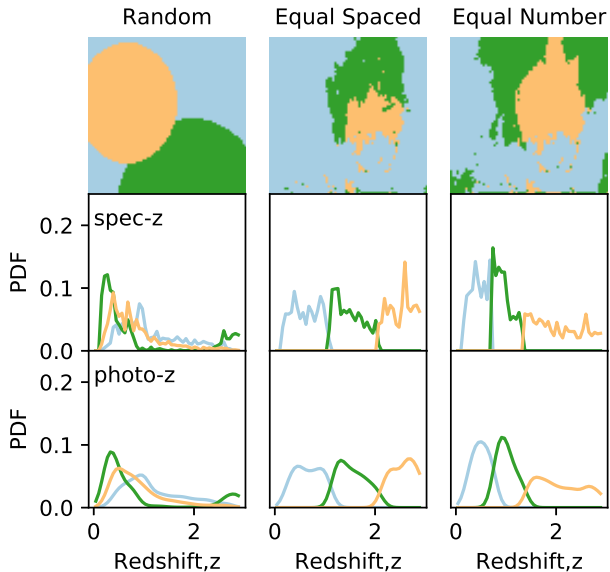 Random Equal Spaced Equal Number
spec-z
PDF
0.2
0.1
0.0
photo-z
PDF
0.2
0.1
0.0
0 2 0 2 0 2
Redshift,z Redshift,z Redshift,z